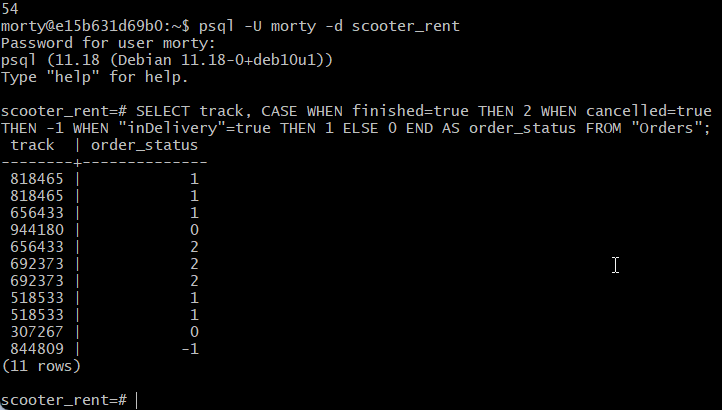 54
morty@e15b631d69b0:~$ psql -U morty -d scooter_rent
Password for user morty:
psql (11.18 (Debian 11.18-0+deb10u1))
Type "help" for help.

scooter_rent=# SELECT track, CASE WHEN finished=true THEN 2 WHEN cancelled=true
THEN -1 WHEN "inDelivery"=true THEN 1 ELSE 0 END AS order_status FROM "Orders";
 track  | order_status
--------+--------------
 818465 |            1
 818465 |            1
 656433 |            1
 944180 |            0
 656433 |            2
 692373 |            2
 692373 |            2
 518533 |            1
 518533 |            1
 307267 |            0
 844809 |           -1
(11 rows)

scooter_rent=#